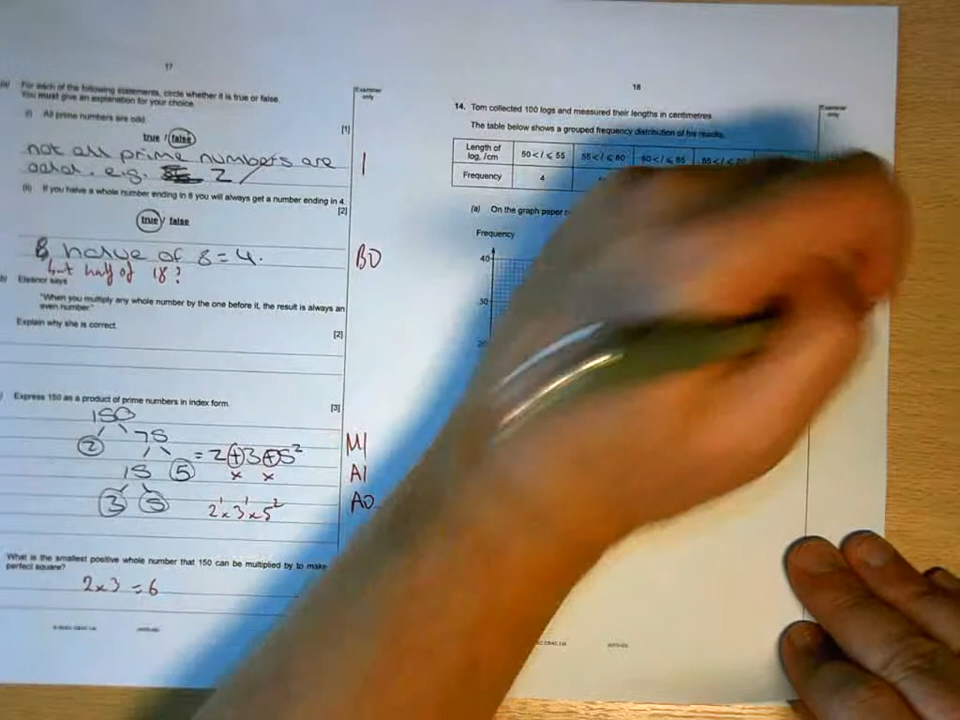 17
For each of the following statements, circle whether it is true or false.
You must give an explanation for your choice.
Examiner only
(i) All prime numbers are odd.
[1]
true / false
not all prime numbers are
odd. e.g. 2
1
(ii) If you halve a whole number ending in 8 you will always get a number ending in 4.
[2]
true / false
halve of 8 = 4.
B0
but half of 18?
Eleanor says
"When you multiply any whole number by the one before it, the result is always an
even number."
Explain why she is correct.
[2]
Express 150 as a product of prime numbers in index form.
[3]
150
2 75
= 2 + 3 + 5²
M1
15 5
x x
A1
3 5
2¹ x 3¹ x 5²
A0
What is the smallest positive whole number that 150 can be multiplied by to make
perfect square?
2 x 3 = 6
18
Examiner only
14. Tom collected 100 logs and measured their lengths in centimetres.
The table below shows a grouped frequency distribution of his results.
Length of log, l cm
50 < l ⩽ 55
55 < l ⩽ 60
60 < l ⩽ 65
Frequency
4
(a) On the graph paper
Frequency
40
30
20